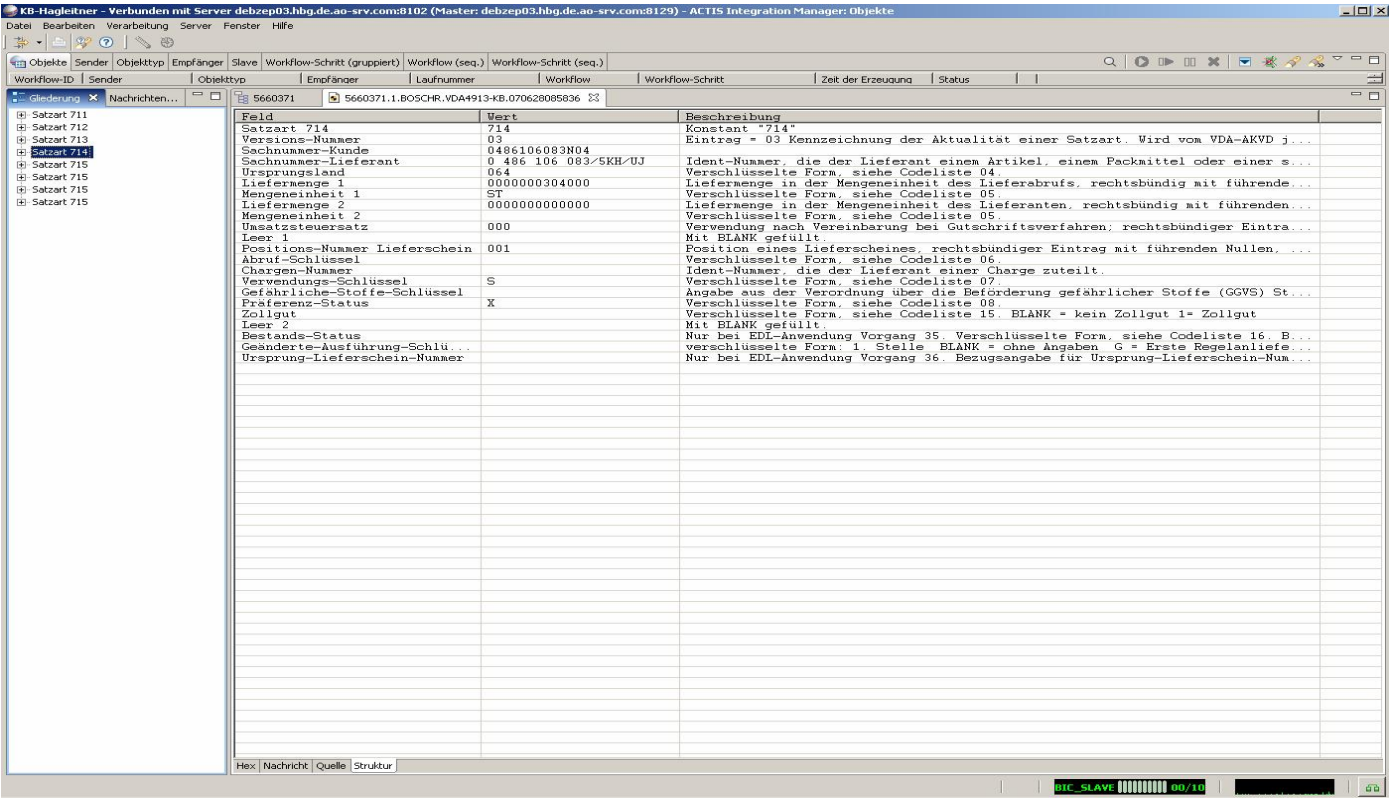 KB-Hagleitner - Verbunden mit Server debzep03.hbg.de.ao-srv.com:8102 (Master: debzep03.hbg.de.ao-srv.com:8129) - ACTIS Integration Manager: Objekte
Datei Bearbeiten Verarbeitung Server Fenster Hilfe
Objekte Sender Objekttyp Empfänger Slave Workflow-Schritt (gruppiert) Workflow (seq.) Workflow-Schritt (seq.)
Workflow-ID Sender Objekttyp Empfänger Laufnummer Workflow Workflow-Schritt Zeit der Erzeugung Status
Gliederung Nachrichten... 5660371 5660371.1.BOSCHR.VDA4913-KB.070628085836
Satzart 711
Satzart 712
Satzart 713
Satzart 714
Satzart 715
Satzart 715
Satzart 715
Satzart 715
Feld Wert Beschreibung
Satzart 714 714 Konstant "714"
Versions-Nummer 03 Eintrag = 03 Kennzeichnung der Aktualität einer Satzart. Wird vom VDA-AKVD j...
Sachnummer-Kunde 0486106083N04
Sachnummer-Lieferant 0 486 106 083/5KH/UJ Ident-Nummer, die der Lieferant einem Artikel, einem Packmittel oder einer s...
Ursprungsland 064 Verschlüsselte Form, siehe Codeliste 04.
Liefermenge 1 0000000304000 Liefermenge in der Mengeneinheit des Lieferabrufs, rechtsbündig mit führende...
Mengeneinheit 1 ST Verschlüsselte Form, siehe Codeliste 05.
Liefermenge 2 0000000000000 Liefermenge in der Mengeneinheit des Lieferanten, rechtsbündig mit führenden...
Mengeneinheit 2 Verschlüsselte Form, siehe Codeliste 05.
Umsatzsteuersatz 000 Verwendung nach Vereinbarung bei Gutschriftsverfahren; rechtsbündiger Eintra...
Leer 1 Mit BLANK gefüllt.
Positions-Nummer Lieferschein 001 Position eines Lieferscheines, rechtsbündiger Eintrag mit führenden Nullen, ...
Abruf-Schlüssel Verschlüsselte Form, siehe Codeliste 06.
Chargen-Nummer Ident-Nummer, die der Lieferant einer Charge zuteilt.
Verwendungs-Schlüssel S Verschlüsselte Form, siehe Codeliste 07.
Gefährliche-Stoffe-Schlüssel Angabe aus der Verordnung über die Beförderung gefährlicher Stoffe (GGVS) St...
Präferenz-Status X Verschlüsselte Form, siehe Codeliste 08.
Zollgut Verschlüsselte Form, siehe Codeliste 15. BLANK = kein Zollgut 1= Zollgut
Leer 2 Mit BLANK gefüllt.
Bestands-Status Nur bei EDL-Anwendung Vorgang 35. Verschlüsselte Form, siehe Codeliste 16. B...
Geänderte-Ausführung-Schlü... verschlüsselte Form: 1. Stelle BLANK = ohne Angaben G = Erste Regelanliefe...
Ursprung-Lieferschein-Nummer Nur bei EDL-Anwendung Vorgang 36. Bezugsangabe für Ursprung-Lieferschein-Num...
Hex Nachricht Quelle Struktur
BIC_SLAVE 00/10